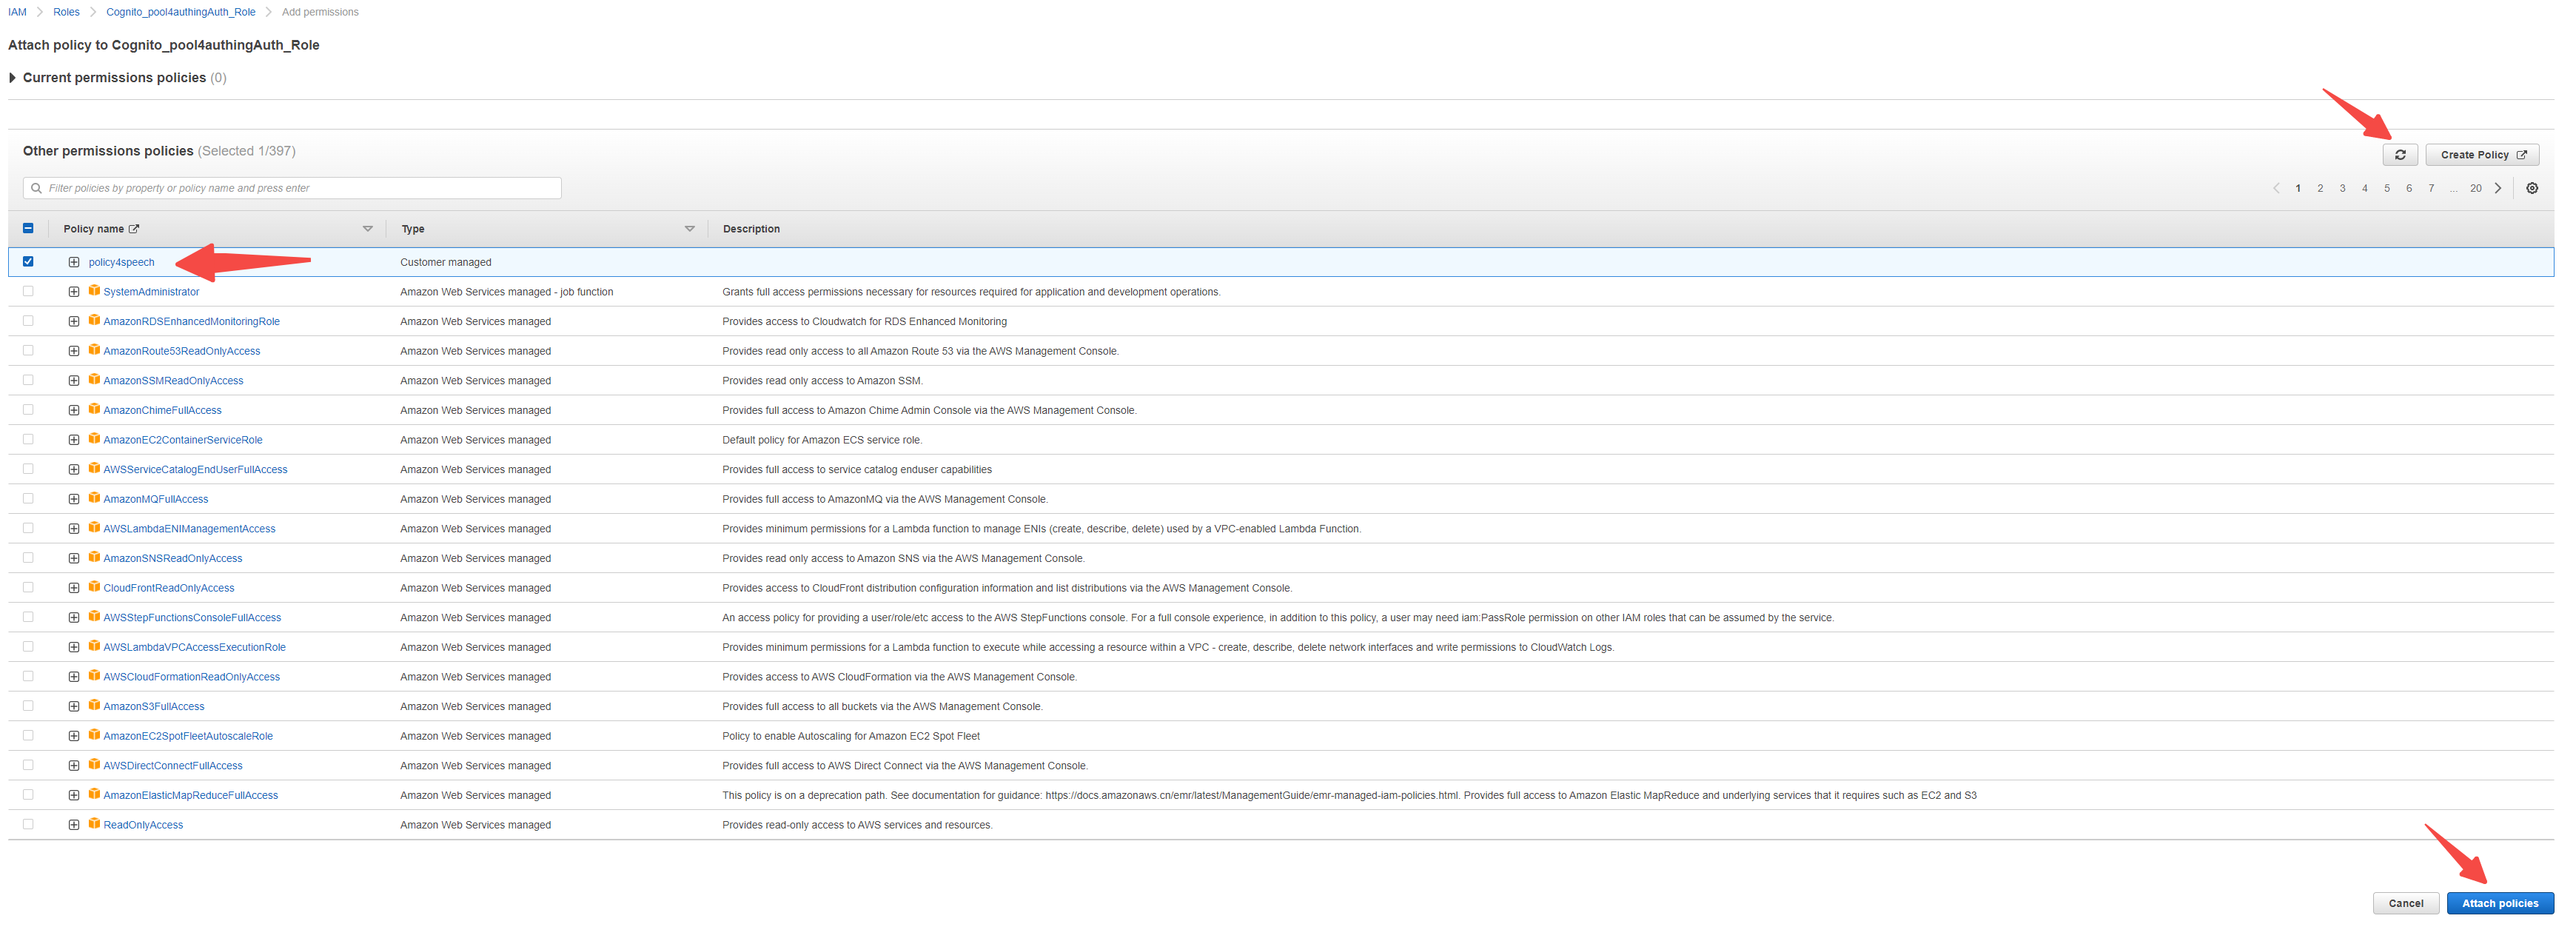 IAM > Roles > Cognito_pool4authingAuth_Role > Add permissions
Attach policy to Cognito_pool4authingAuth_Role
Current permissions policies (0)
Other permissions policies (Selected 1/397)
Create Policy
Filter policies by property or policy name and press enter
1 2 3 4 5 6 7 ... 20
Policy name Type Description
policy4speech Customer managed
SystemAdministrator Amazon Web Services managed - job function Grants full access permissions necessary for resources required for application and development operations.
AmazonRDSEnhancedMonitoringRole Amazon Web Services managed Provides access to Cloudwatch for RDS Enhanced Monitoring
AmazonRoute53ReadOnlyAccess Amazon Web Services managed Provides read only access to all Amazon Route 53 via the AWS Management Console.
AmazonSSMReadOnlyAccess Amazon Web Services managed Provides read only access to Amazon SSM.
AmazonChimeFullAccess Amazon Web Services managed Provides full access to Amazon Chime Admin Console via the AWS Management Console.
AmazonEC2ContainerServiceRole Amazon Web Services managed Default policy for Amazon ECS service role.
AWSServiceCatalogEndUserFullAccess Amazon Web Services managed Provides full access to service catalog enduser capabilities
AmazonMQFullAccess Amazon Web Services managed Provides full access to AmazonMQ via the AWS Management Console.
AWSLambdaENIManagementAccess Amazon Web Services managed Provides minimum permissions for a Lambda function to manage ENIs (create, describe, delete) used by a VPC-enabled Lambda Function.
AmazonSNSReadOnlyAccess Amazon Web Services managed Provides read only access to Amazon SNS via the AWS Management Console.
CloudFrontReadOnlyAccess Amazon Web Services managed Provides access to CloudFront distribution configuration information and list distributions via the AWS Management Console.
AWSStepFunctionsConsoleFullAccess Amazon Web Services managed An access policy for providing a user/role/etc access to the AWS StepFunctions console. For a full console experience, in addition to this policy, a user may need iam:PassRole permission on other IAM roles that can be assumed by the service.
AWSLambdaVPCAccessExecutionRole Amazon Web Services managed Provides minimum permissions for a Lambda function to execute while accessing a resource within a VPC - create, describe, delete network interfaces and write permissions to CloudWatch Logs.
AWSCloudFormationReadOnlyAccess Amazon Web Services managed Provides access to AWS CloudFormation via the AWS Management Console.
AmazonS3FullAccess Amazon Web Services managed Provides full access to all buckets via the AWS Management Console.
AmazonEC2SpotFleetAutoscaleRole Amazon Web Services managed Policy to enable Autoscaling for Amazon EC2 Spot Fleet
AWSDirectConnectFullAccess Amazon Web Services managed Provides full access to AWS Direct Connect via the AWS Management Console.
AmazonElasticMapReduceFullAccess Amazon Web Services managed This policy is on a deprecation path. See documentation for guidance: https://docs.amazonaws.cn/emr/latest/ManagementGuide/emr-managed-iam-policies.html. Provides full access to Amazon Elastic MapReduce and underlying services that it requires such as EC2 and S3
ReadOnlyAccess Amazon Web Services managed Provides read-only access to AWS services and resources.
Cancel Attach policies